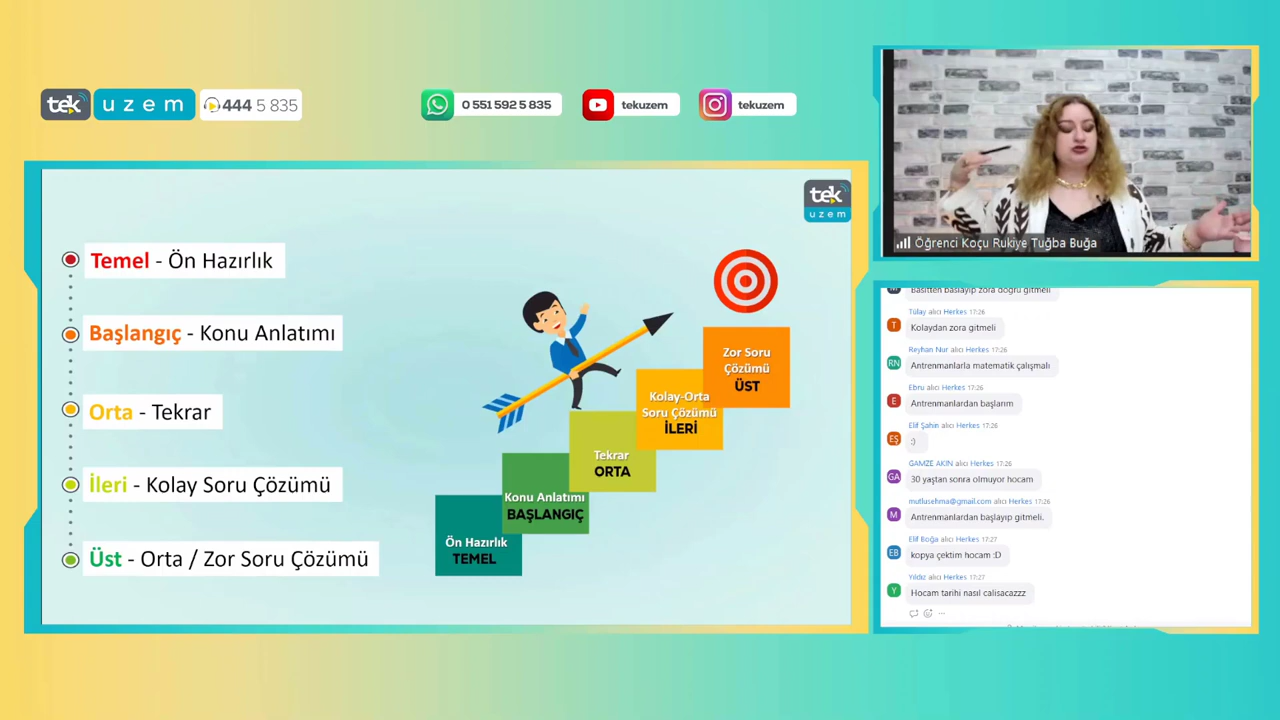 tek uzem 444 5 835
0 551 592 5 835
tekuzem
tekuzem
tek
uzem
Temel - Ön Hazırlık
Başlangıç - Konu Anlatımı
Orta - Tekrar
İleri - Kolay Soru Çözümü
Üst - Orta / Zor Soru Çözümü
Zor Soru
Çözümü
ÜST
Kolay-Orta
Soru Çözümü
İLERİ
Tekrar
ORTA
Konu Anlatımı
BAŞLANGIÇ
Ön Hazırlık
TEMEL
Öğrenci Koçu Rukiye Tuğba Buğa
Basitten başlayıp zora doğru gitmeli
Tülay alıcı Herkes 17:26
T
Kolaydan zora gitmeli
Reyhan Nur alıcı Herkes 17:26
RN
Antrenmanlarla matematik çalışmalı
Ebru alıcı Herkes 17:26
E
Antrenmanlardan başlarım
Elif Şahin alıcı Herkes 17:26
EŞ
:)
GAMZE AKIN alıcı Herkes 17:26
GA
30 yaştan sonra olmuyor hocam
mutlusehma@gmail.com alıcı Herkes 17:26
M
Antrenmanlardan başlayıp gitmeli.
Elif Boğa alıcı Herkes 17:27
EB
kopya çektim hocam :D
Yıldız alıcı Herkes 17:27
Y
Hocam tarihi nasıl calisacazzz